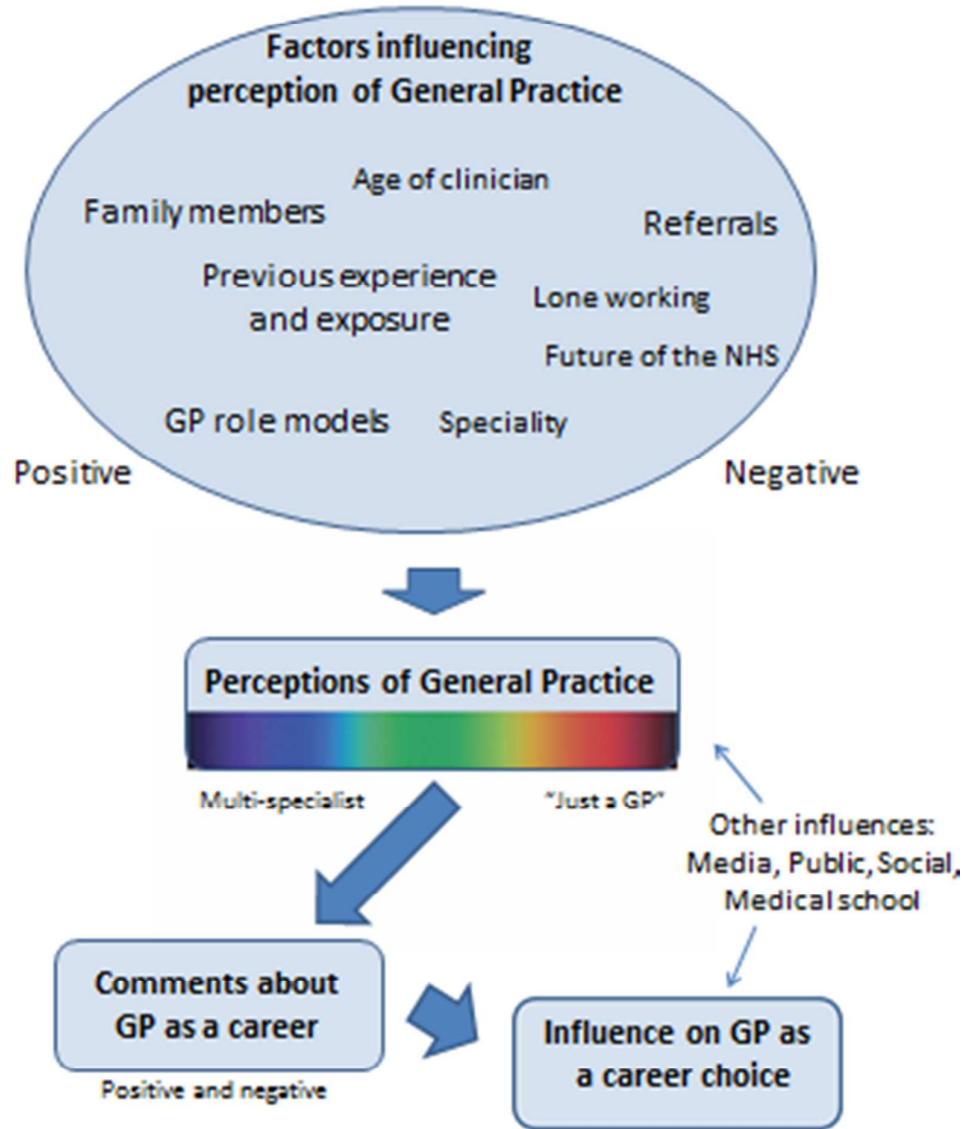 Factors influencing
perception of General Practice
Age of clinician
Family members
Referrals
Previous experience
and exposure
Lone working
Future of the NHS
GP role models
Speciality
Positive
Negative
Perceptions of General Practice
Multi-specialist
"Just a GP"
Other influences:
Media, Public, Social,
Medical school
Comments about
GP as a career
Positive and negative
Influence on GP as
a career choice